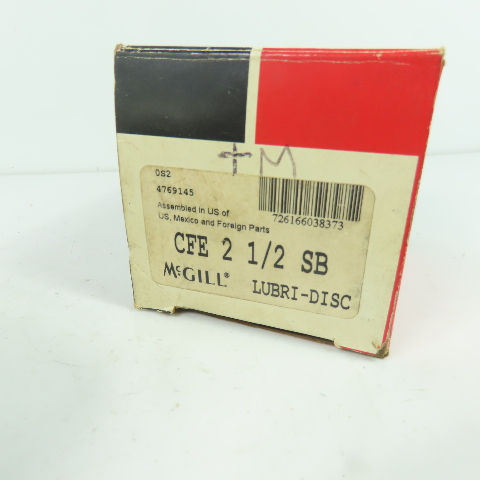 +M
OS2
4769145
Assembled in US of
US, Mexico and Foreign Parts
726166038373
CFE 2 1/2 SB
McGILL® LUBRI-DISC